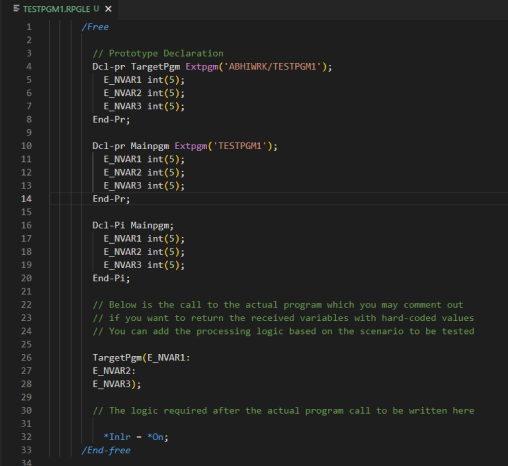 TESTPGM1.RPGLE U ×
1 /Free
2
3 // Prototype Declaration
4 Dcl-pr TargetPgm Extpgm('ABHIWRK/TESTPGM1');
5 E_NVAR1 int(5);
6 E_NVAR2 int(5);
7 E_NVAR3 int(5);
8 End-Pr;
9
10 Dcl-pr Mainpgm Extpgm('TESTPGM1');
11 E_NVAR1 int(5);
12 E_NVAR2 int(5);
13 E_NVAR3 int(5);
14 End-Pr;
15
16 Dcl-Pi Mainpgm;
17 E_NVAR1 int(5);
18 E_NVAR2 int(5);
19 E_NVAR3 int(5);
20 End-Pi;
21
22 // Below is the call to the actual program which you may comment out
23 // if you want to return the received variables with hard-coded values
24 // You can add the processing logic based on the scenario to be tested
25
26 TargetPgm(E_NVAR1:
27 E_NVAR2:
28 E_NVAR3);
29
30 // The logic required after the actual program call to be written here
31
32 *Inlr = *On;
33 /End-free
34